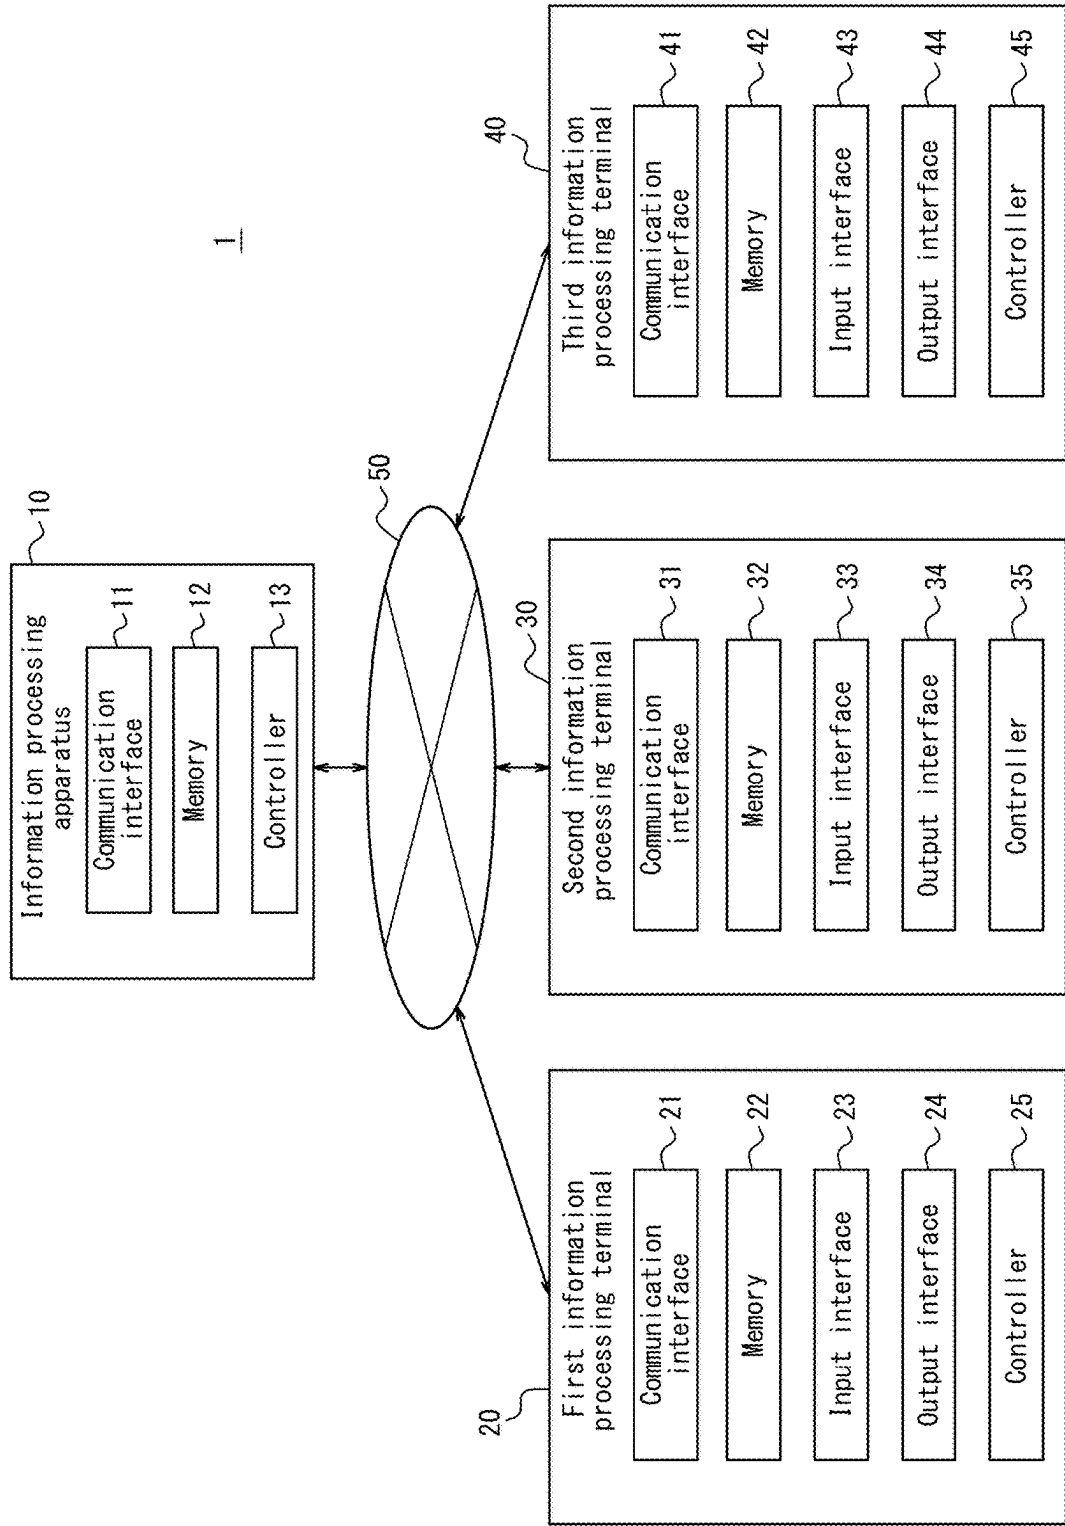 1
10
Information processing
apparatus
Communication
interface
11
Memory
12
Controller
13
50
20
First information
processing terminal
Communication
interface
21
Memory
22
Input interface
23
Output interface
24
Controller
25
30
Second information
processing terminal
Communication
interface
31
Memory
32
Input interface
33
Output interface
34
Controller
35
40
Third information
processing terminal
Communication
interface
41
Memory
42
Input interface
43
Output interface
44
Controller
45